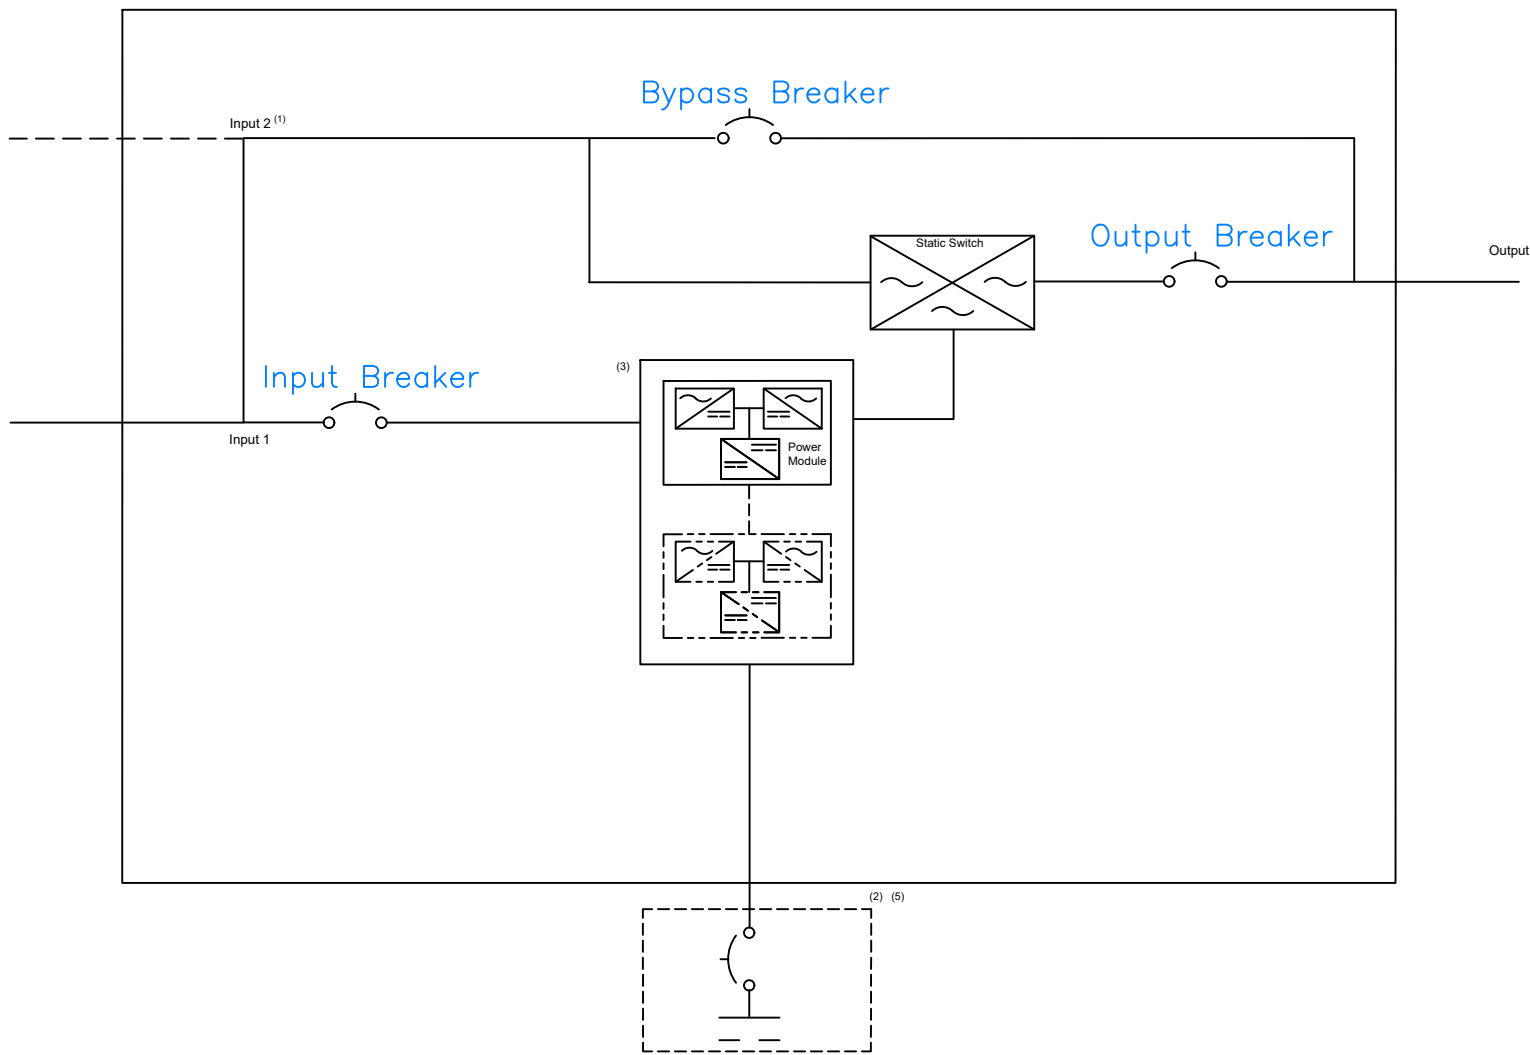 Bypass Breaker
Input 2 (1)
Static Switch
Output Breaker
Output
(3)
Input Breaker
Input 1
Power
Module
(2) (5)